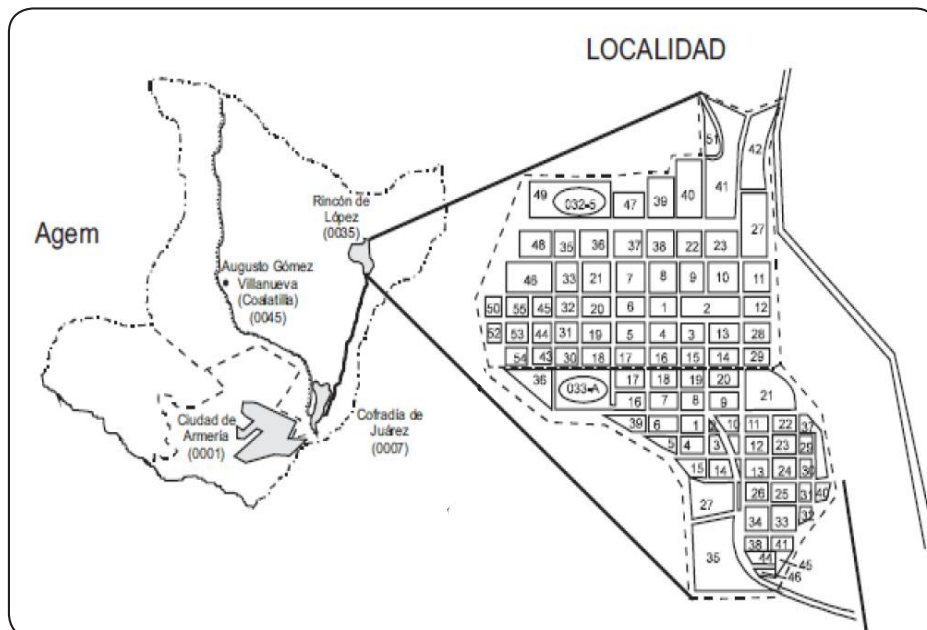 LOCALIDAD
Agem
Rincón de
López
(0035)
Augusto Gómez
Villanueva
(Coalatilla)
(0045)
Ciudad de
Armería
(0001)
Cofradía de
Juárez
(0007)
51
42
49 032-5 47 39 40 41
27
48 35 36 37 38 22 23
46 33 21 7 8 9 10 11
50 55 45 32 20 6 1 2 12
52 53 44 31 19 5 4 3 13 28
54 43 30 18 17 16 15 14 29
36 033-A 17 18 19 20 21
16 7 8 9
39 6 1 10 11 22 37
5 4 3 12 23 29
15 14 13 24 30
27 26 25 31 40
34 33 32
35 38 41
44 45
46